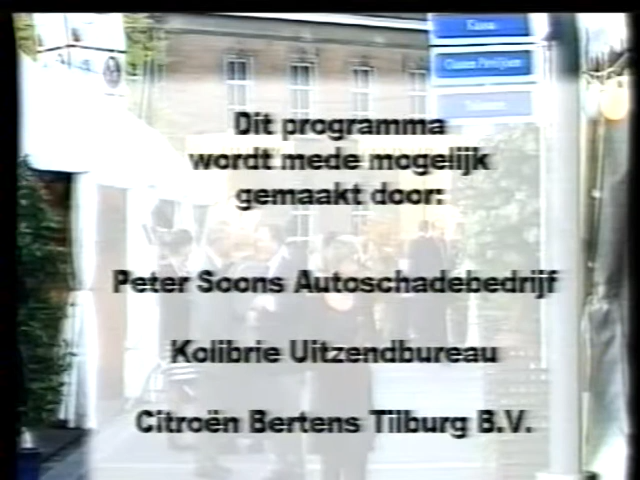 Dit programma
wordt mede mogelijk
gemaakt door:
Peter Soons Autoschadebedrijf
Kolibrie Uitzendbureau
Citroën Bertens Tilburg B.V.